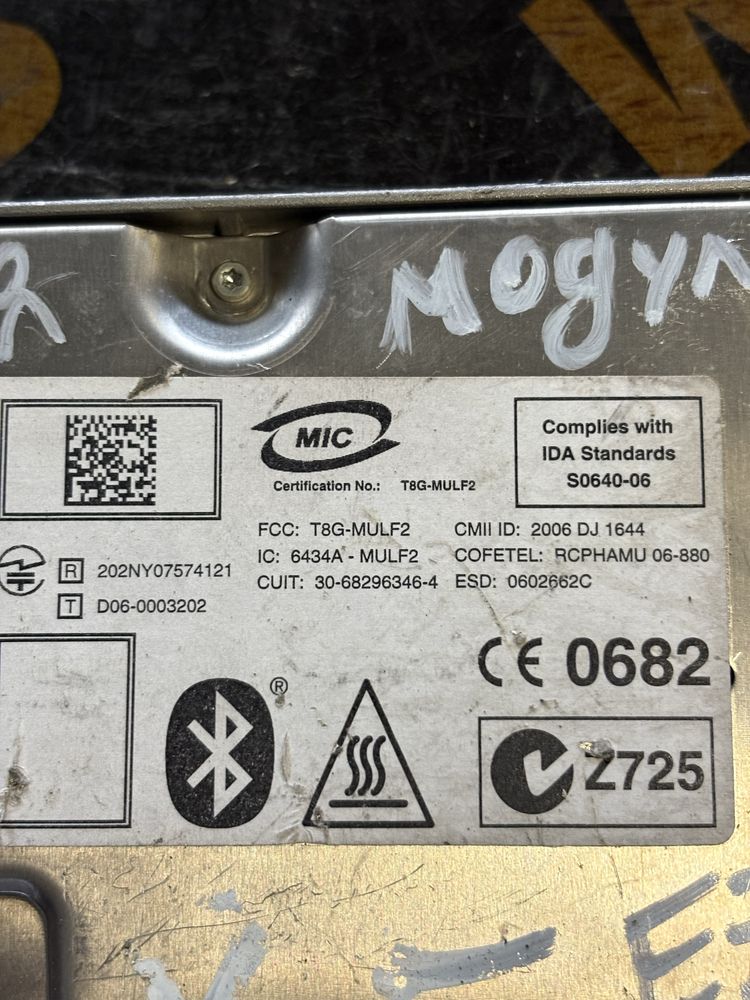 модул
MIC
Certification No.: T8G-MULF2
Complies with
IDA Standards
S0640-06
FCC: T8G-MULF2 CMII ID: 2006 DJ 1644
IC: 6434A - MULF2 COFETEL: RCPHAMU 06-880
CUIT: 30-68296346-4 ESD: 0602662C
R 202NY07574121
T D06-0003202
CE 0682
®
Z725